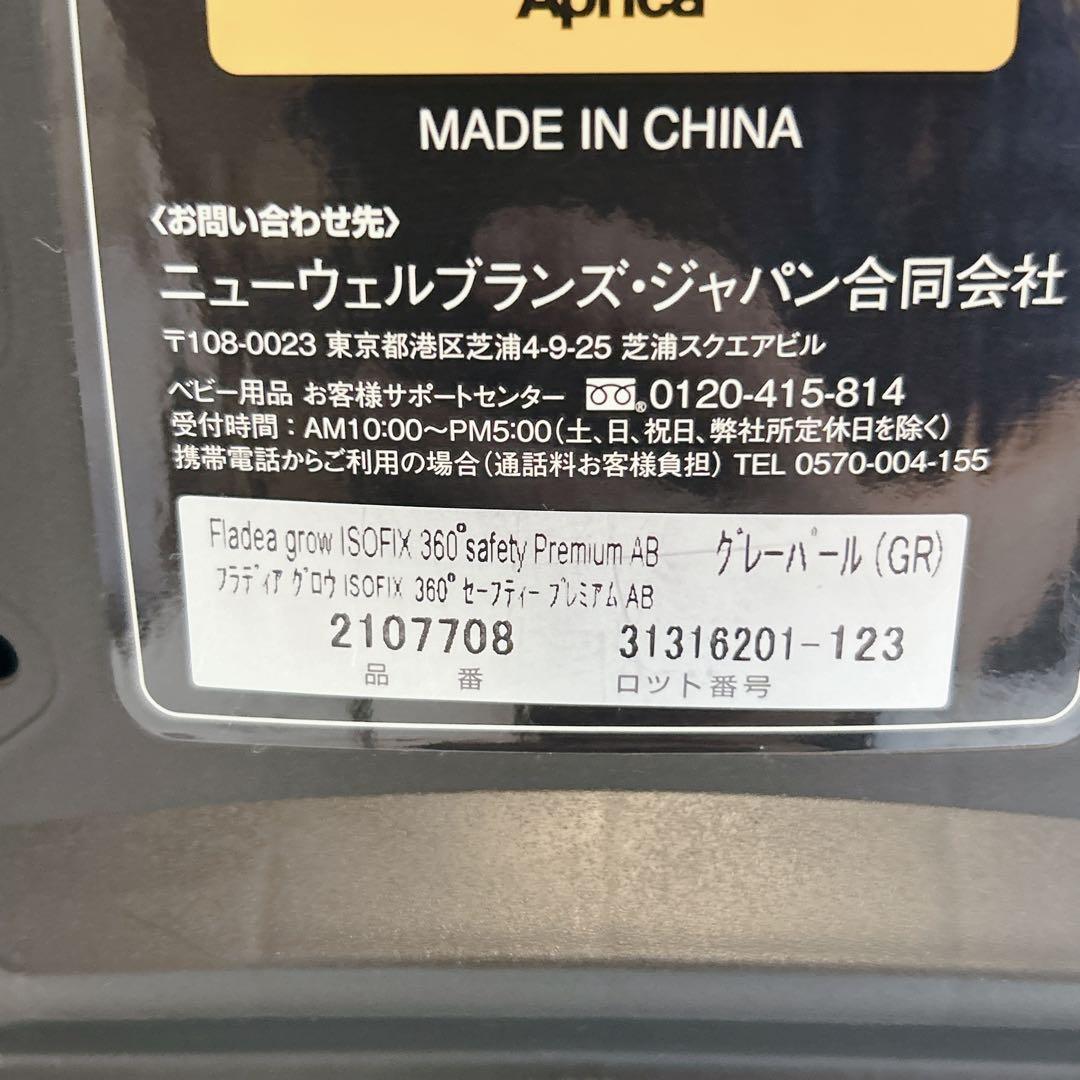 Aprica
MADE IN CHINA
〈お問い合わせ先〉
ニューウェルブランズ・ジャパン合同会社
〒108-0023 東京都港区芝浦4-9-25 芝浦スクエアビル
ベビー用品 お客様サポートセンター 0120-415-814
受付時間：AM10:00～PM5:00(土、日、祝日、弊社所定休日を除く)
携帯電話からご利用の場合(通話料お客様負担) TEL 0570-004-155
Fladea grow ISOFIX 360°safety Premium AB グレーパール(GR)
フラディア グロウ ISOFIX 360° セーフティー プレミアム AB
2107708 31316201-123
品番 ロット番号